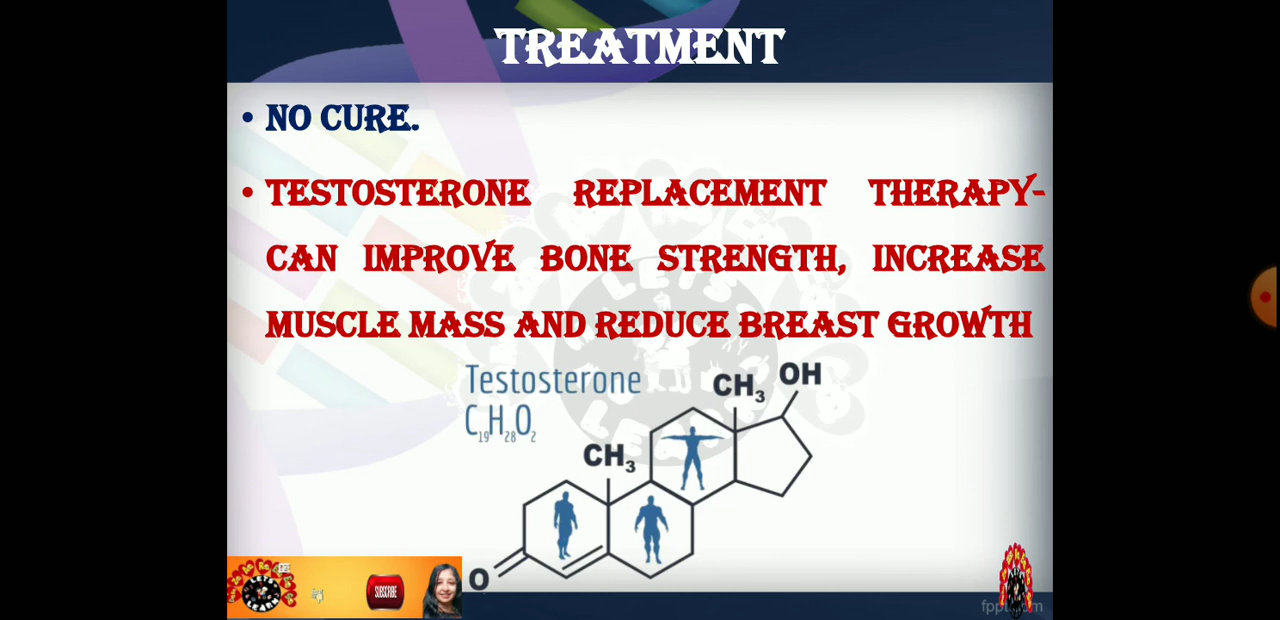 TREATMENT
• NO CURE.
• TESTOSTERONE REPLACEMENT THERAPY-
CAN IMPROVE BONE STRENGTH, INCREASE
MUSCLE MASS AND REDUCE BREAST GROWTH
Testosterone
C₁₉H₂₈O₂
CH₃
OH
CH₃
O
SUBSCRIBE